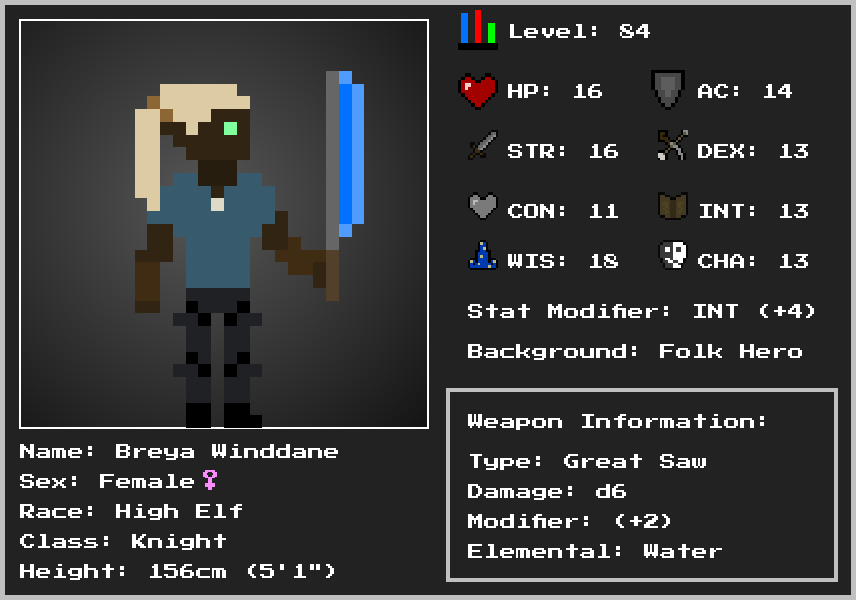 Level: 84
HP: 16
AC: 14
STR: 16
DEX: 13
CON: 11
INT: 13
WIS: 18
CHA: 13
Stat Modifier: INT (+4)
Background: Folk Hero
Weapon Information:
Type: Great Saw
Damage: d6
Modifier: (+2)
Elemental: Water
Name: Breya Winddane
Sex: Female♀
Race: High Elf
Class: Knight
Height: 156cm (5'1")